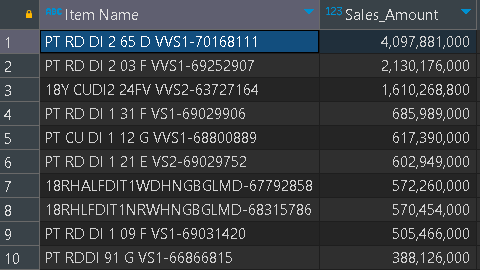 ABC Item Name 123 Sales_Amount
1 PT RD DI 2 65 D VVS1-70168111 4,097,881,000
2 PT RD DI 2 03 F VVS1-69252907 2,130,176,000
3 18Y CUDI2 24FV VVS2-63727164 1,610,268,800
4 PT RD DI 1 31 F VS1-69029906 685,989,000
5 PT CU DI 1 12 G VVS1-68800889 617,390,000
6 PT RD DI 1 21 E VS2-69029752 602,949,000
7 18RHALFDIT1WDHNGBGLMD-67792858 572,260,000
8 18RHLFDIT1NRWHNGBGLMD-68315786 570,454,000
9 PT RD DI 1 09 F VS1-69031420 505,466,000
10 PT RDDI 91 G VS1-66866815 388,126,000